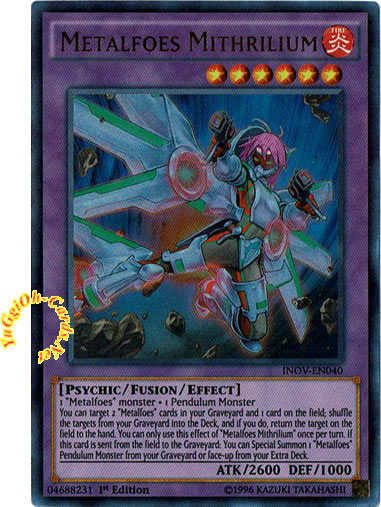 METALFOES MITHRILIUM
FIRE
炎
YuGiOh-Cards.Net
INOV-EN040
[PSYCHIC/FUSION/EFFECT]
1 "Metalfoes" monster + 1 Pendulum Monster
You can target 2 "Metalfoes" cards in your Graveyard and 1 card on the field; shuffle
the targets from your Graveyard into the Deck, and if you do, return the target on
the field to the hand. You can only use this effect of "Metalfoes Mithrilium" once per turn. If
this card is sent from the field to the Graveyard: You can Special Summon 1 "Metalfoes"
Pendulum Monster from your Graveyard or face-up from your Extra Deck.
ATK/2600 DEF/1000
04688231 1st Edition ©1996 KAZUKI TAKAHASHI